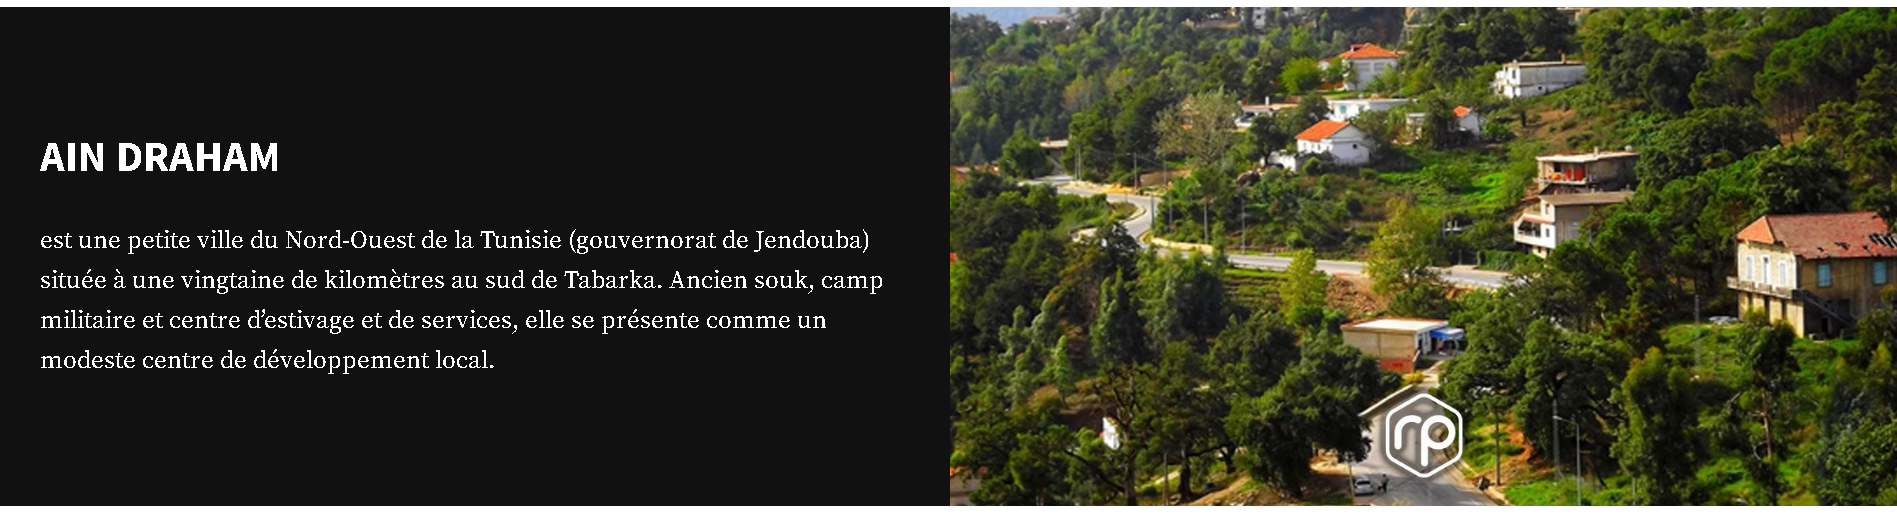 AIN DRAHAM
est une petite ville du Nord-Ouest de la Tunisie (gouvernorat de Jendouba)
située à une vingtaine de kilomètres au sud de Tabarka. Ancien souk, camp
militaire et centre d’estivage et de services, elle se présente comme un
modeste centre de développement local.
rp